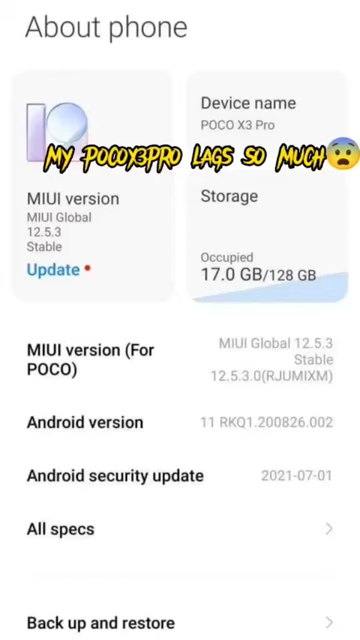 About phone
Device name
POCO X3 Pro
MY POCOX3PRO LAGS SO MUCH😨
MIUI version
MIUI Global
12.5.3
Stable
Update
Storage
Occupied
17.0 GB/128 GB
MIUI version (For
POCO)
MIUI Global 12.5.3
Stable
12.5.3.0(RJUMIXM)
Android version
11 RKQ1.200826.002
Android security update
2021-07-01
All specs
Back up and restore